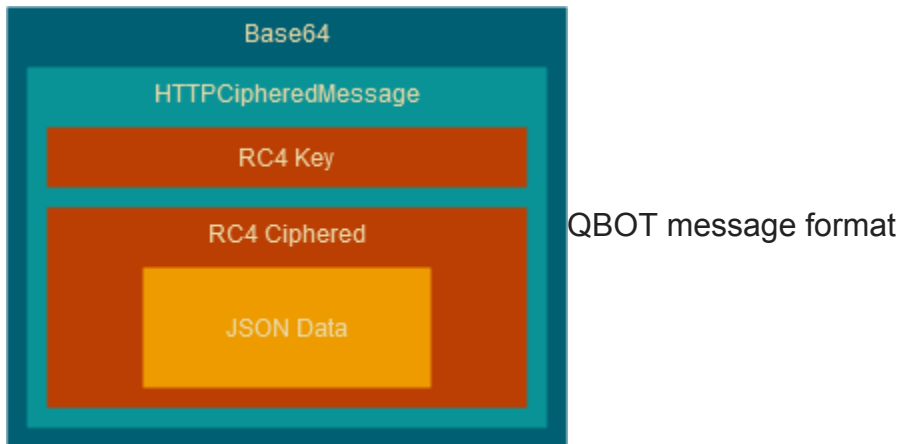 Base64
HTTPCipheredMessage
RC4 Key
RC4 Ciphered
JSON Data
QBOT message format